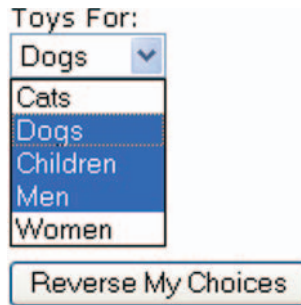 Toys For:
Dogs
Cats
Dogs
Children
Men
Women
Reverse My Choices